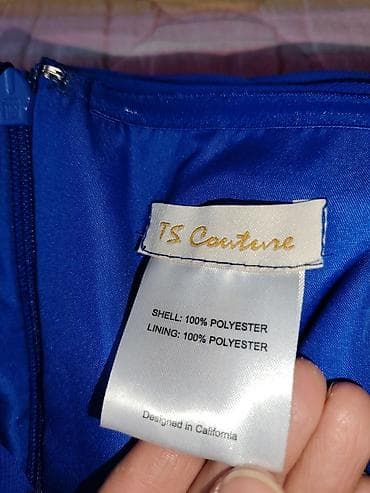 TS Couture
SHELL: 100% POLYESTER
LINING: 100% POLYESTER
Designed in California